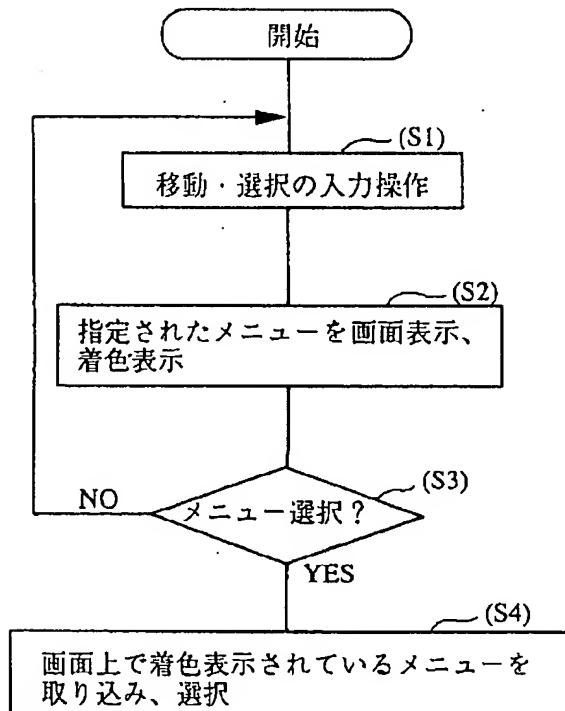 開始
(S1)
移動・選択の入力操作
(S2)
指定されたメニューを画面表示、
着色表示
(S3)
メニュー選択?
NO
YES
(S4)
画面上で着色表示されているメニューを
取り込み、選択